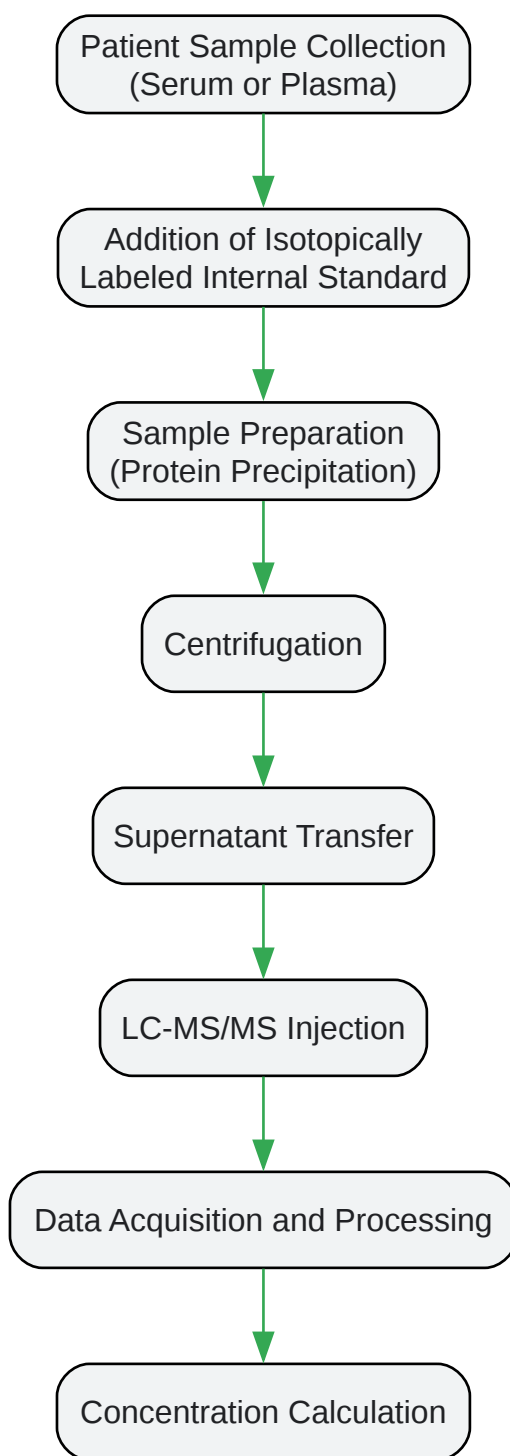 Patient Sample Collection
(Serum or Plasma)
Addition of Isotopically
Labeled Internal Standard
Sample Preparation
(Protein Precipitation)
Centrifugation
Supernatant Transfer
LC-MS/MS Injection
Data Acquisition and Processing
Concentration Calculation